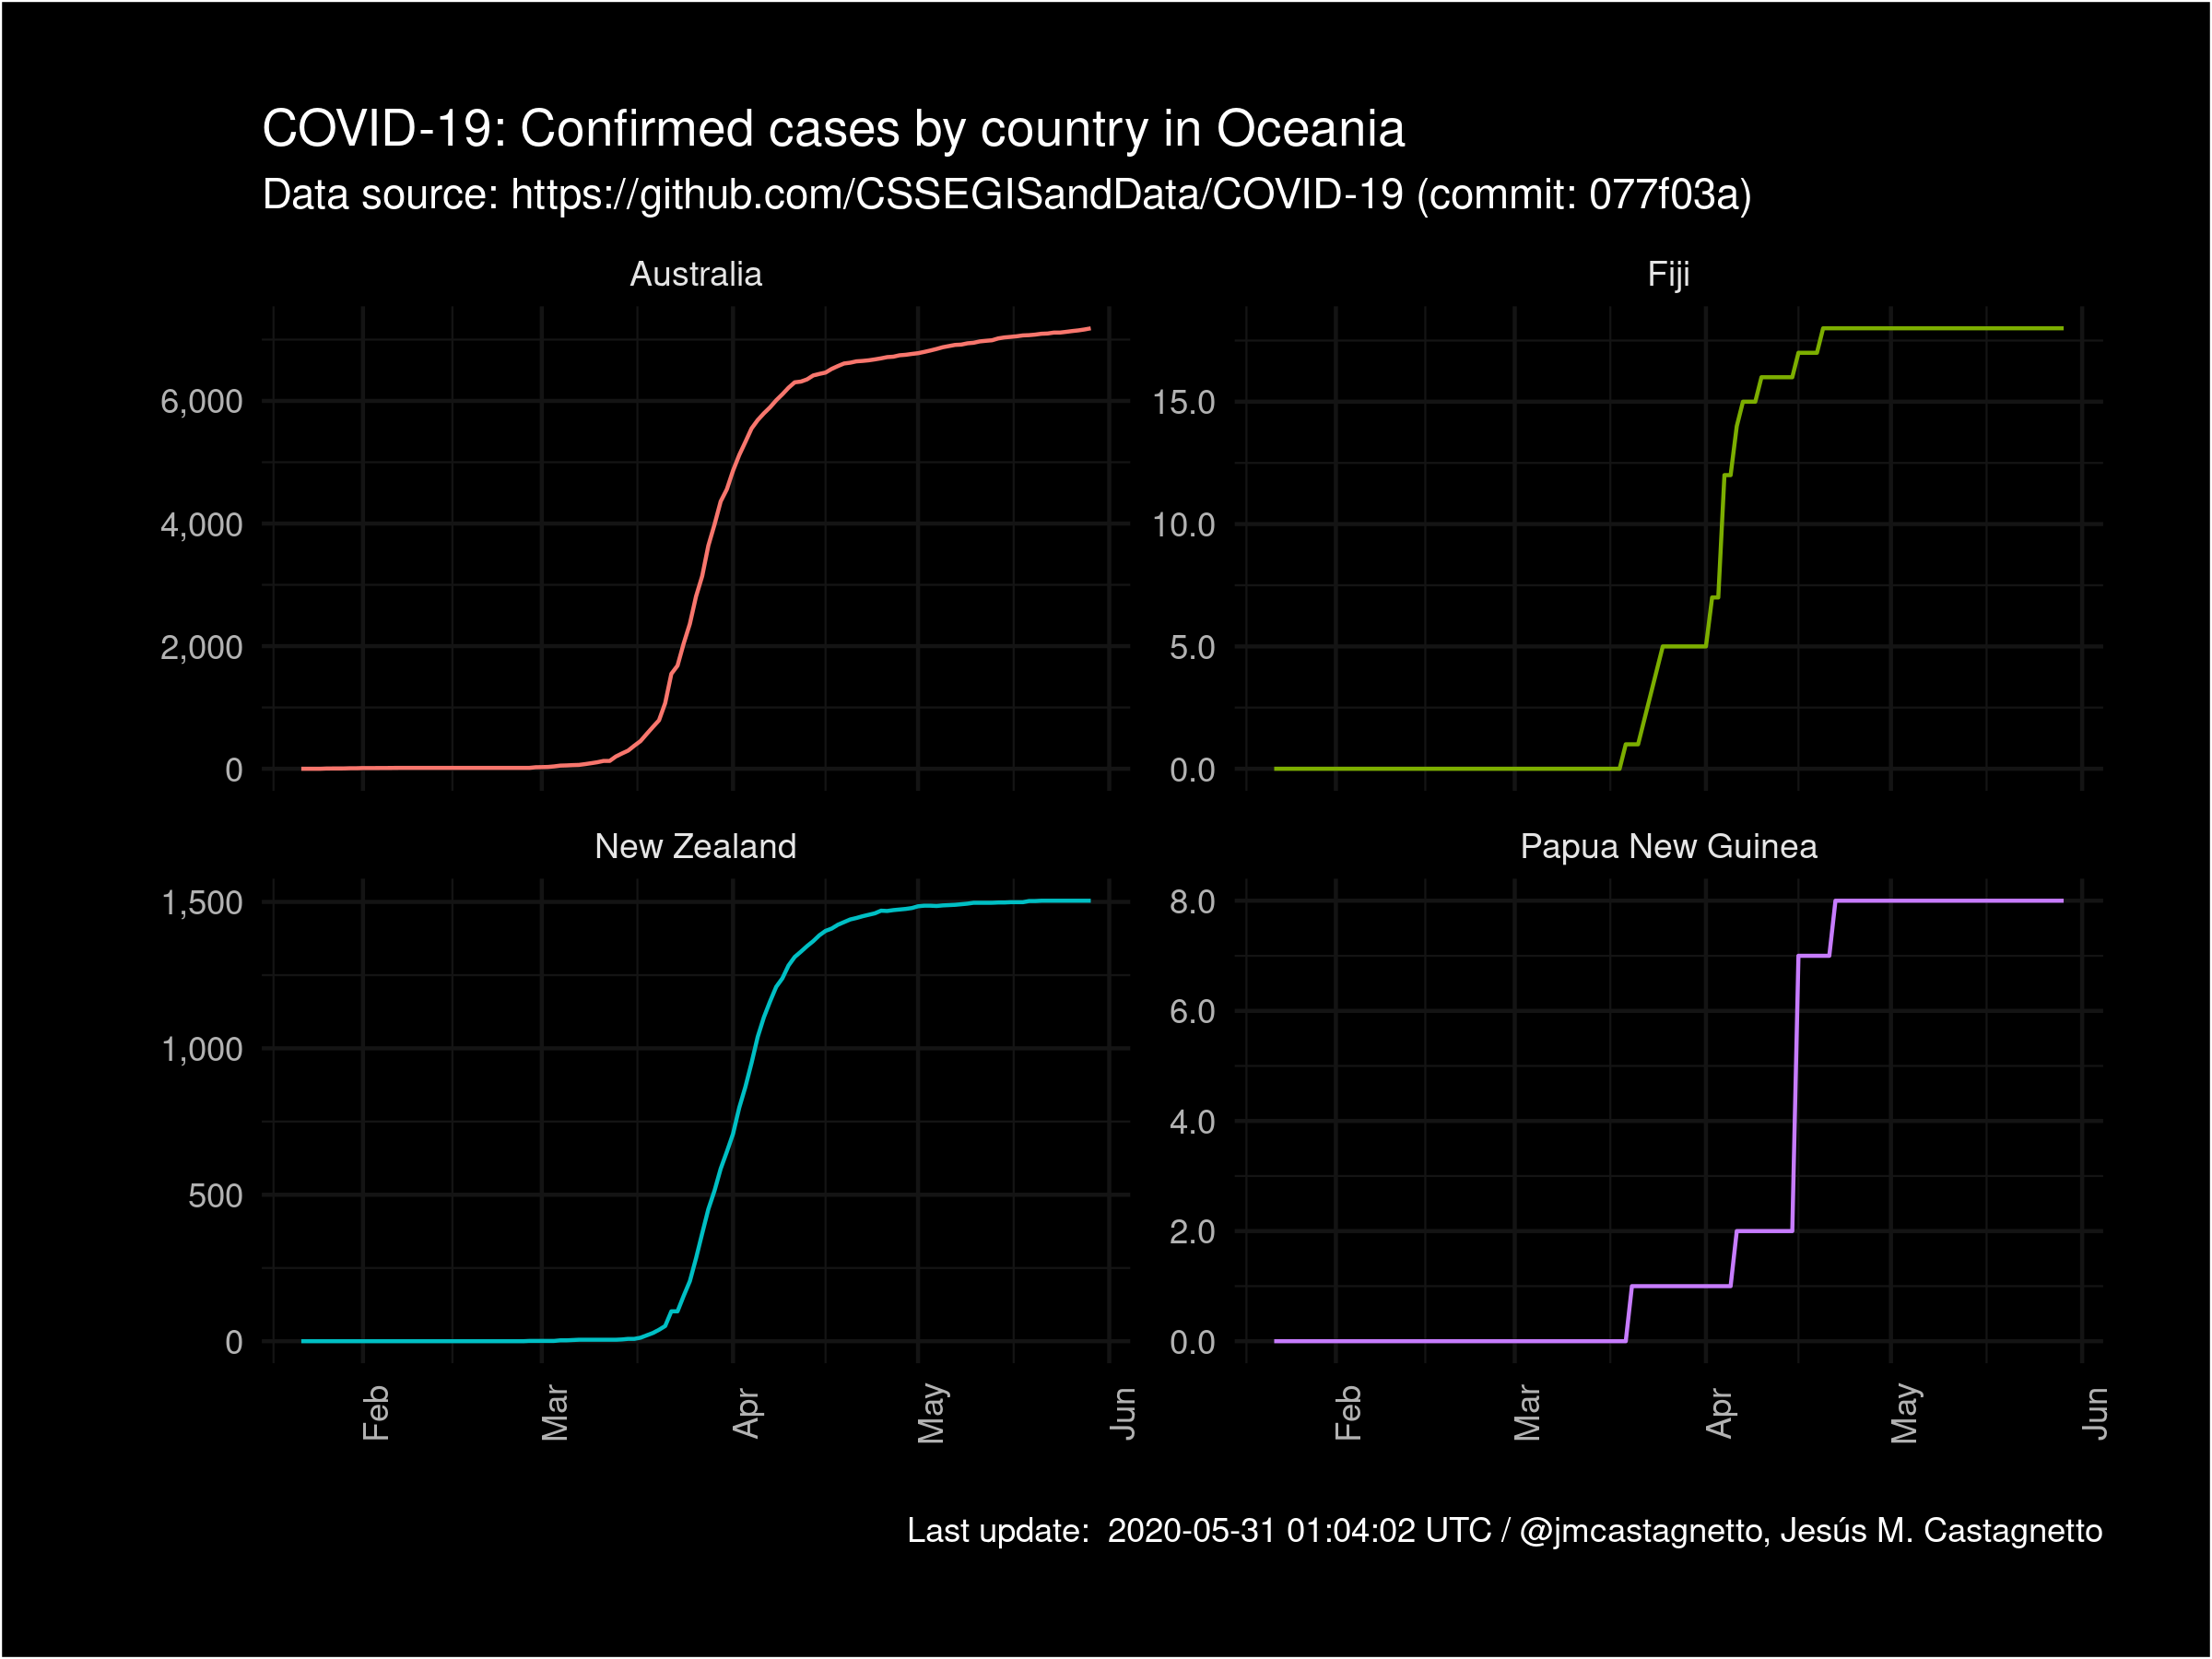 COVID-19: Confirmed cases by country in Oceania
Data source: https://github.com/CSSEGISandData/COVID-19 (commit: 077f03a)
Australia
6,000
4,000
2,000
0
Fiji
15.0
10.0
5.0
0.0
New Zealand
1,500
1,000
500
0
Feb
Mar
Apr
May
Jun
Papua New Guinea
8.0
6.0
4.0
2.0
0.0
Feb
Mar
Apr
May
Jun
Last update:  2020-05-31 01:04:02 UTC / @jmcastagnetto, Jesús M. Castagnetto